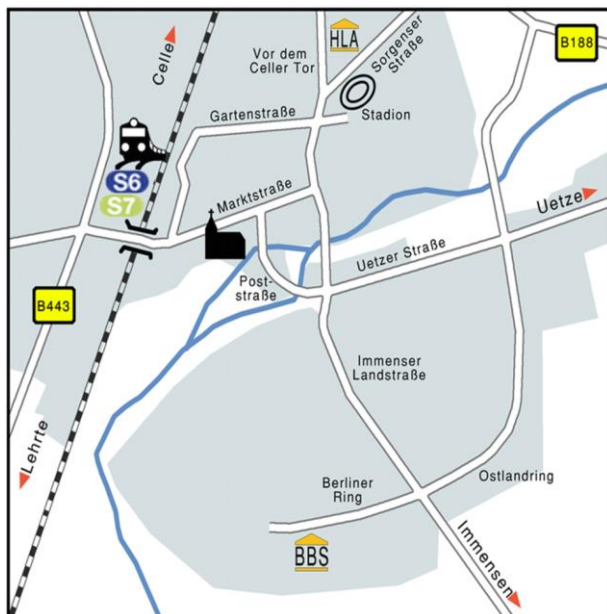 HLA
B188
Celle
Vor dem
Celler Tor
Sorgenser
Straße
Stadion
Gartenstraße
S6
S7
Marktstraße
Uetze
Uetzer Straße
Post-
straße
B443
Immenser
Landstraße
Lehrte
Berliner
Ring
Ostlandring
BBS
Immensen